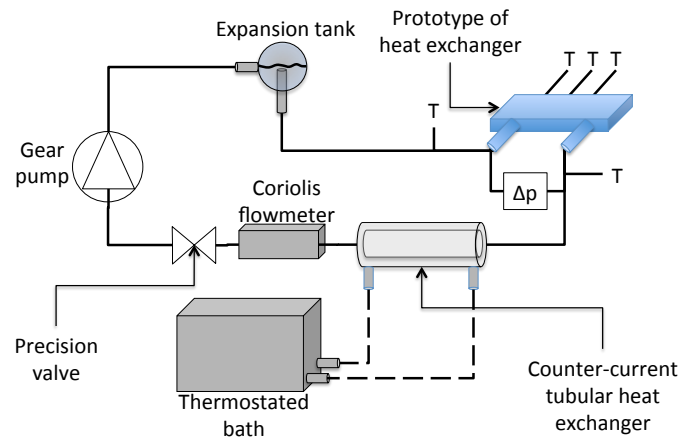 Expansion tank
Prototype of
heat exchanger
T T T
T
Gear
pump
Δp
T
Coriolis
flowmeter
Precision
valve
Thermostated
bath
Counter-current
tubular heat
exchanger